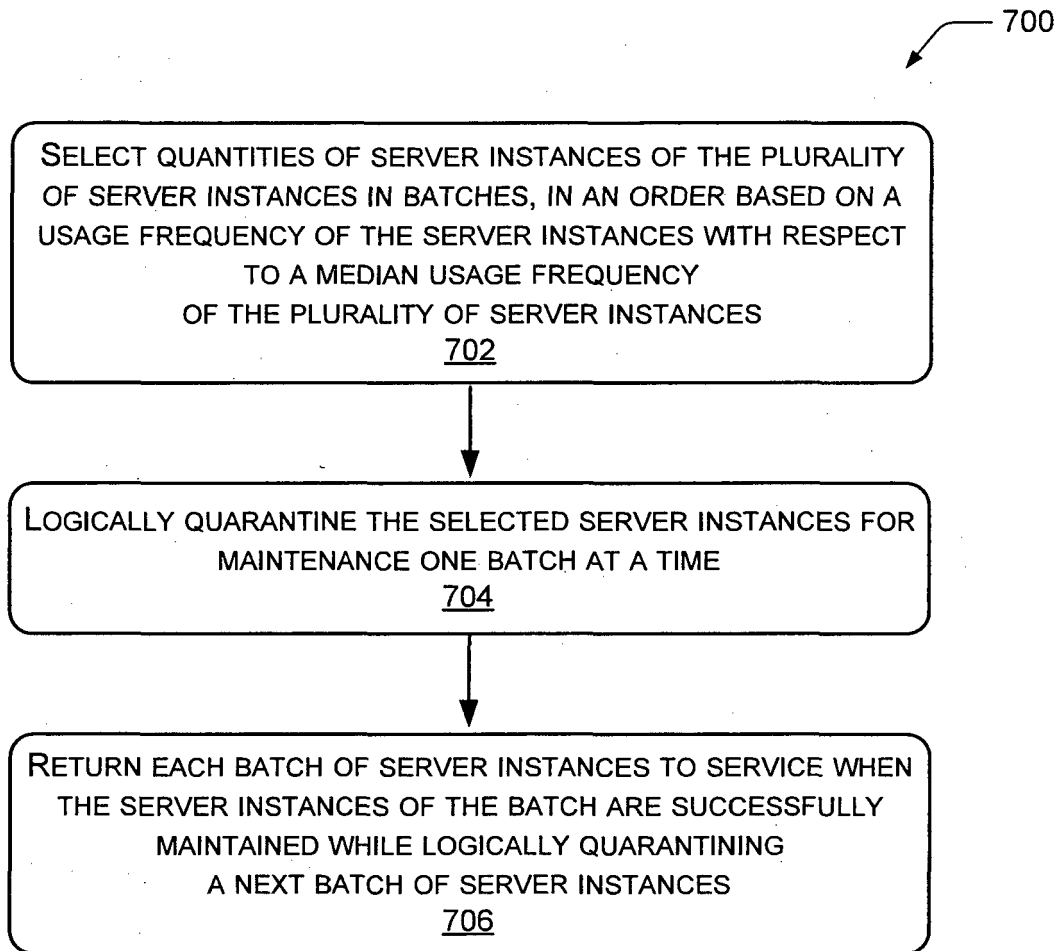 700
SELECT QUANTITIES OF SERVER INSTANCES OF THE PLURALITY
OF SERVER INSTANCES IN BATCHES, IN AN ORDER BASED ON A
USAGE FREQUENCY OF THE SERVER INSTANCES WITH RESPECT
TO A MEDIAN USAGE FREQUENCY
OF THE PLURALITY OF SERVER INSTANCES
702
LOGICALLY QUARANTINE THE SELECTED SERVER INSTANCES FOR
MAINTENANCE ONE BATCH AT A TIME
704
RETURN EACH BATCH OF SERVER INSTANCES TO SERVICE WHEN
THE SERVER INSTANCES OF THE BATCH ARE SUCCESSFULLY
MAINTAINED WHILE LOGICALLY QUARANTINING
A NEXT BATCH OF SERVER INSTANCES
706